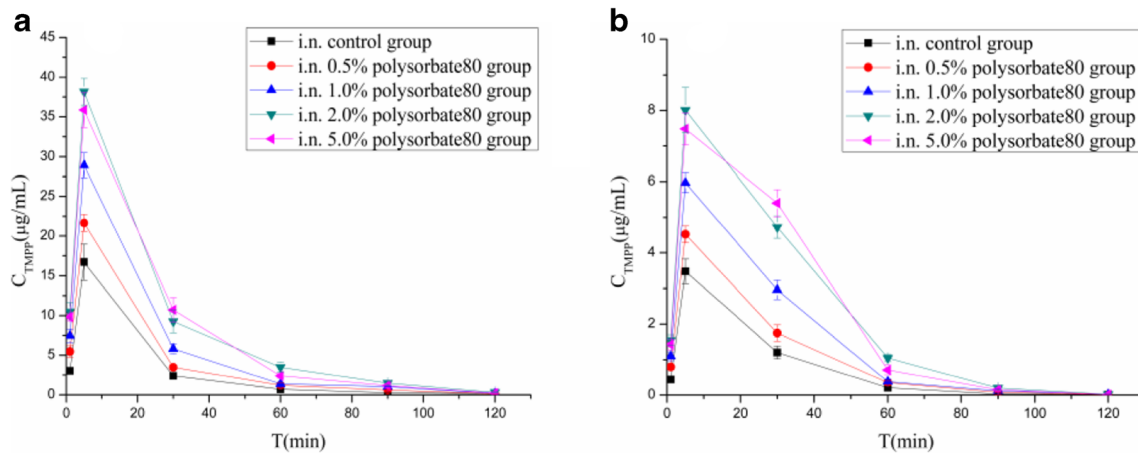 a
45
40
35
30
25
20
15
10
5
0
C_TMPP(μg/mL)
0 20 40 60 80 100 120
T(min)
i.n. control group
i.n. 0.5% polysorbate80 group
i.n. 1.0% polysorbate80 group
i.n. 2.0% polysorbate80 group
i.n. 5.0% polysorbate80 group
b
10
8
6
4
2
0
C_TMPP(μg/mL)
0 20 40 60 80 100 120
T(min)
i.n. control group
i.n. 0.5% polysorbate80 group
i.n. 1.0% polysorbate80 group
i.n. 2.0% polysorbate80 group
i.n. 5.0% polysorbate80 group